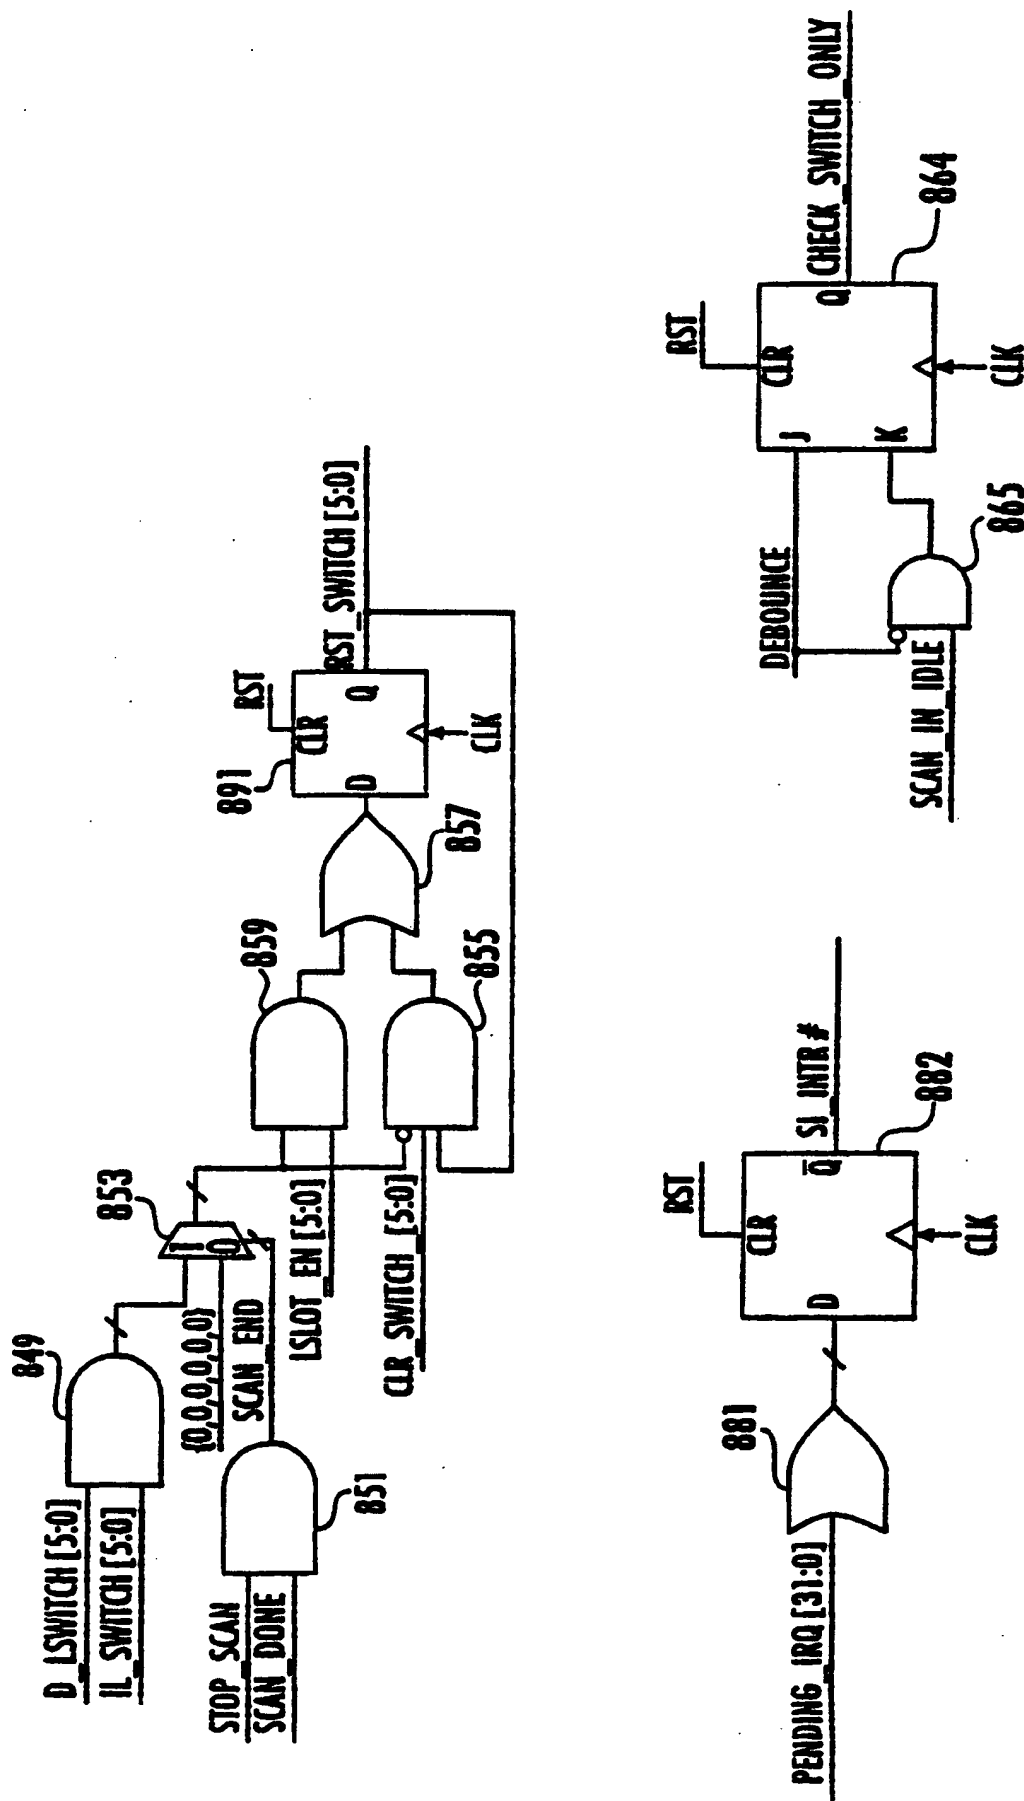 D_LSWITCH [5:0]
IL_SWITCH [5:0]
849
{0,0,0,0,0,0}
STOP_SCAN
SCAN_DONE
851
SCAN_END
1
0
853
LSLOT_EN [5:0]
CLR_SWITCH [5:0]
859
855
857
891
RST
CLR
D
Q
CLK
RST_SWITCH [5:0]
PENDING_IRQ [31:0]
881
RST
CLR
D
Q
CLK
882
SI_INTR#
DEBOUNCE
SCAN_IN_IDLE
865
RST
CLR
J
K
Q
CLK
864
CHECK_SWITCH_ONLY